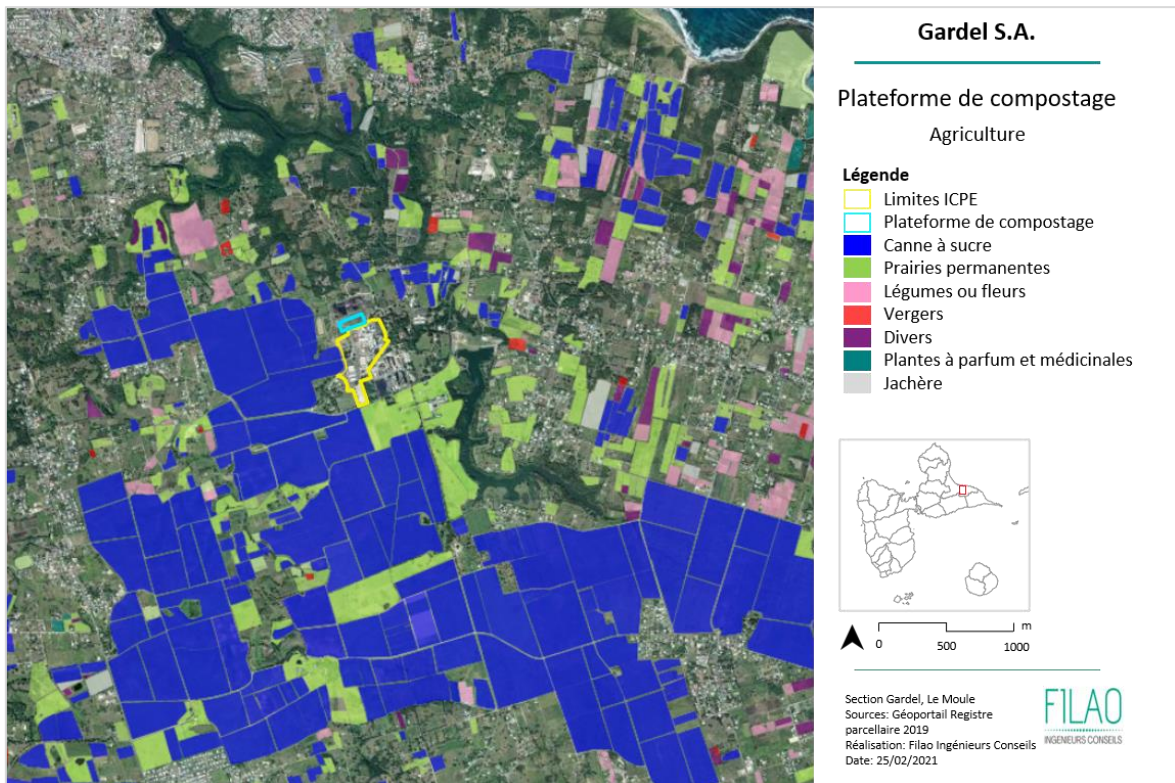 Gardel S.A.
Plateforme de compostage
Agriculture
Légende
Limites ICPE
Plateforme de compostage
Canne à sucre
Prairies permanentes
Légumes ou fleurs
Vergers
Divers
Plantes à parfum et médicinales
Jachère
m
0 500 1000
Section Gardel, Le Moule
Sources: Géoportail Registre
parcellaire 2019
Réalisation: Filao Ingénieurs Conseils
Date: 25/02/2021
FILAO
INGENIEURS CONSEILS